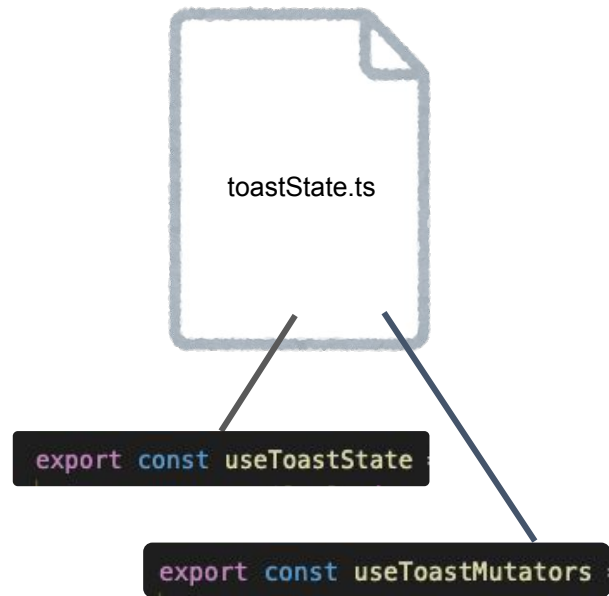 toastState.ts
export const useToastState =
export const useToastMutators =